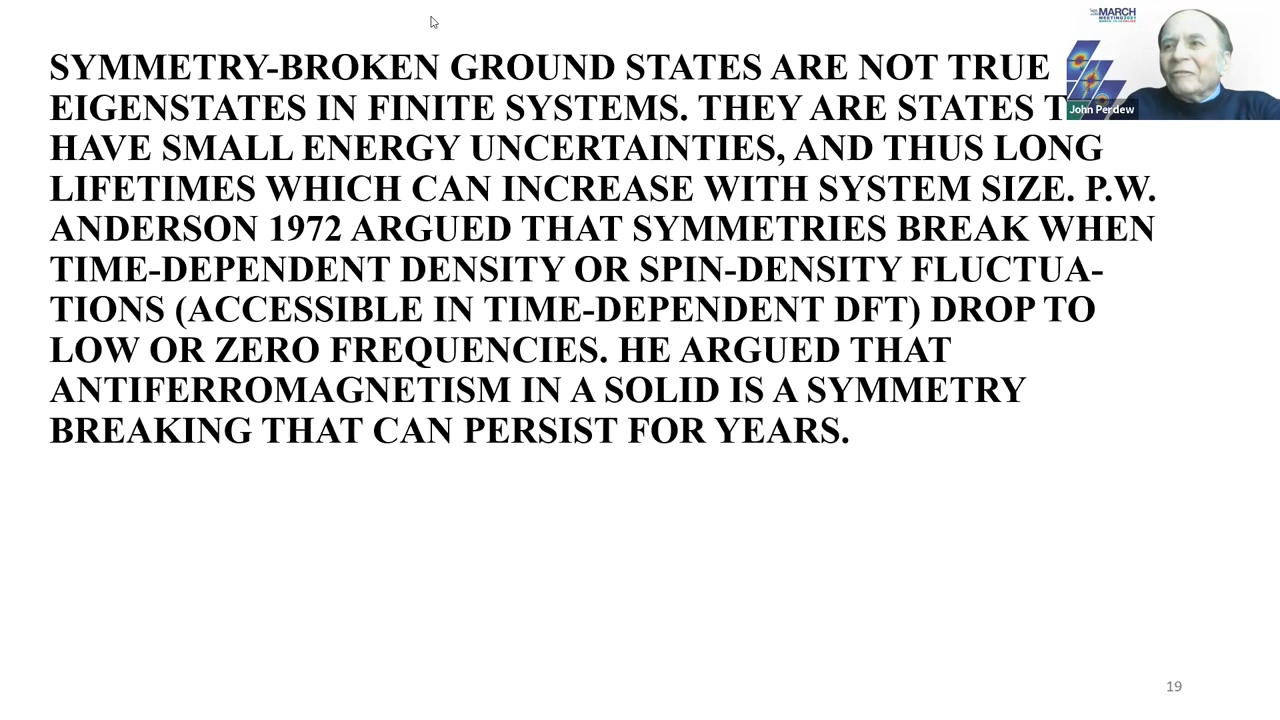 SYMMETRY-BROKEN GROUND STATES ARE NOT TRUE
EIGENSTATES IN FINITE SYSTEMS. THEY ARE STATES
HAVE SMALL ENERGY UNCERTAINTIES, AND THUS LONG
LIFETIMES WHICH CAN INCREASE WITH SYSTEM SIZE. P.W.
ANDERSON 1972 ARGUED THAT SYMMETRIES BREAK WHEN
TIME-DEPENDENT DENSITY OR SPIN-DENSITY FLUCTUA-
TIONS (ACCESSIBLE IN TIME-DEPENDENT DFT) DROP TO
LOW OR ZERO FREQUENCIES. HE ARGUED THAT
ANTIFERROMAGNETISM IN A SOLID IS A SYMMETRY
BREAKING THAT CAN PERSIST FOR YEARS.
MARCH
MEETING2021
John Perdew
19